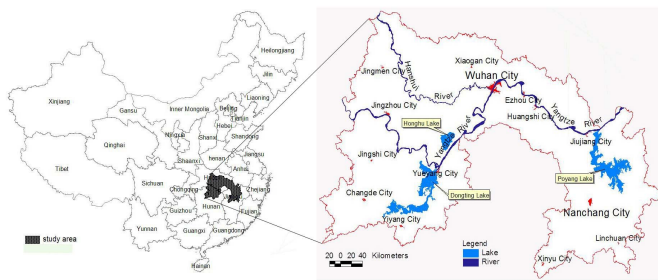 Heilongjiang
Jilin
Liaoning
Xinjiang
Gansu
Inner Mongolia
Beijing
Tianjin
Hebei
Ningxia
Shanxi
Shandong
Qinghai
Shaanxi
henan
Jiangsu
Tibet
Anhui
Sichuan
Chongqing
Zhejiang
Hunan
Guizhou
Fujian
Yunnan
Guangxi
Guangdong
Hainan
study area
Xiaogan City
Jingmen City
Hanshui
River
Wuhan City
Jingzhou City
Ezhou City
Yangtze
River
Huangshi City
Honghu Lake
Yangtze River
Jiujiang City
Jingshi City
Yueyang City
Poyang Lake
Dongting Lake
Changde City
Nanchang City
Yiyang City
Linchuan City
Xinyu City
20 0 20 40 Kilometers
Legend
Lake
River